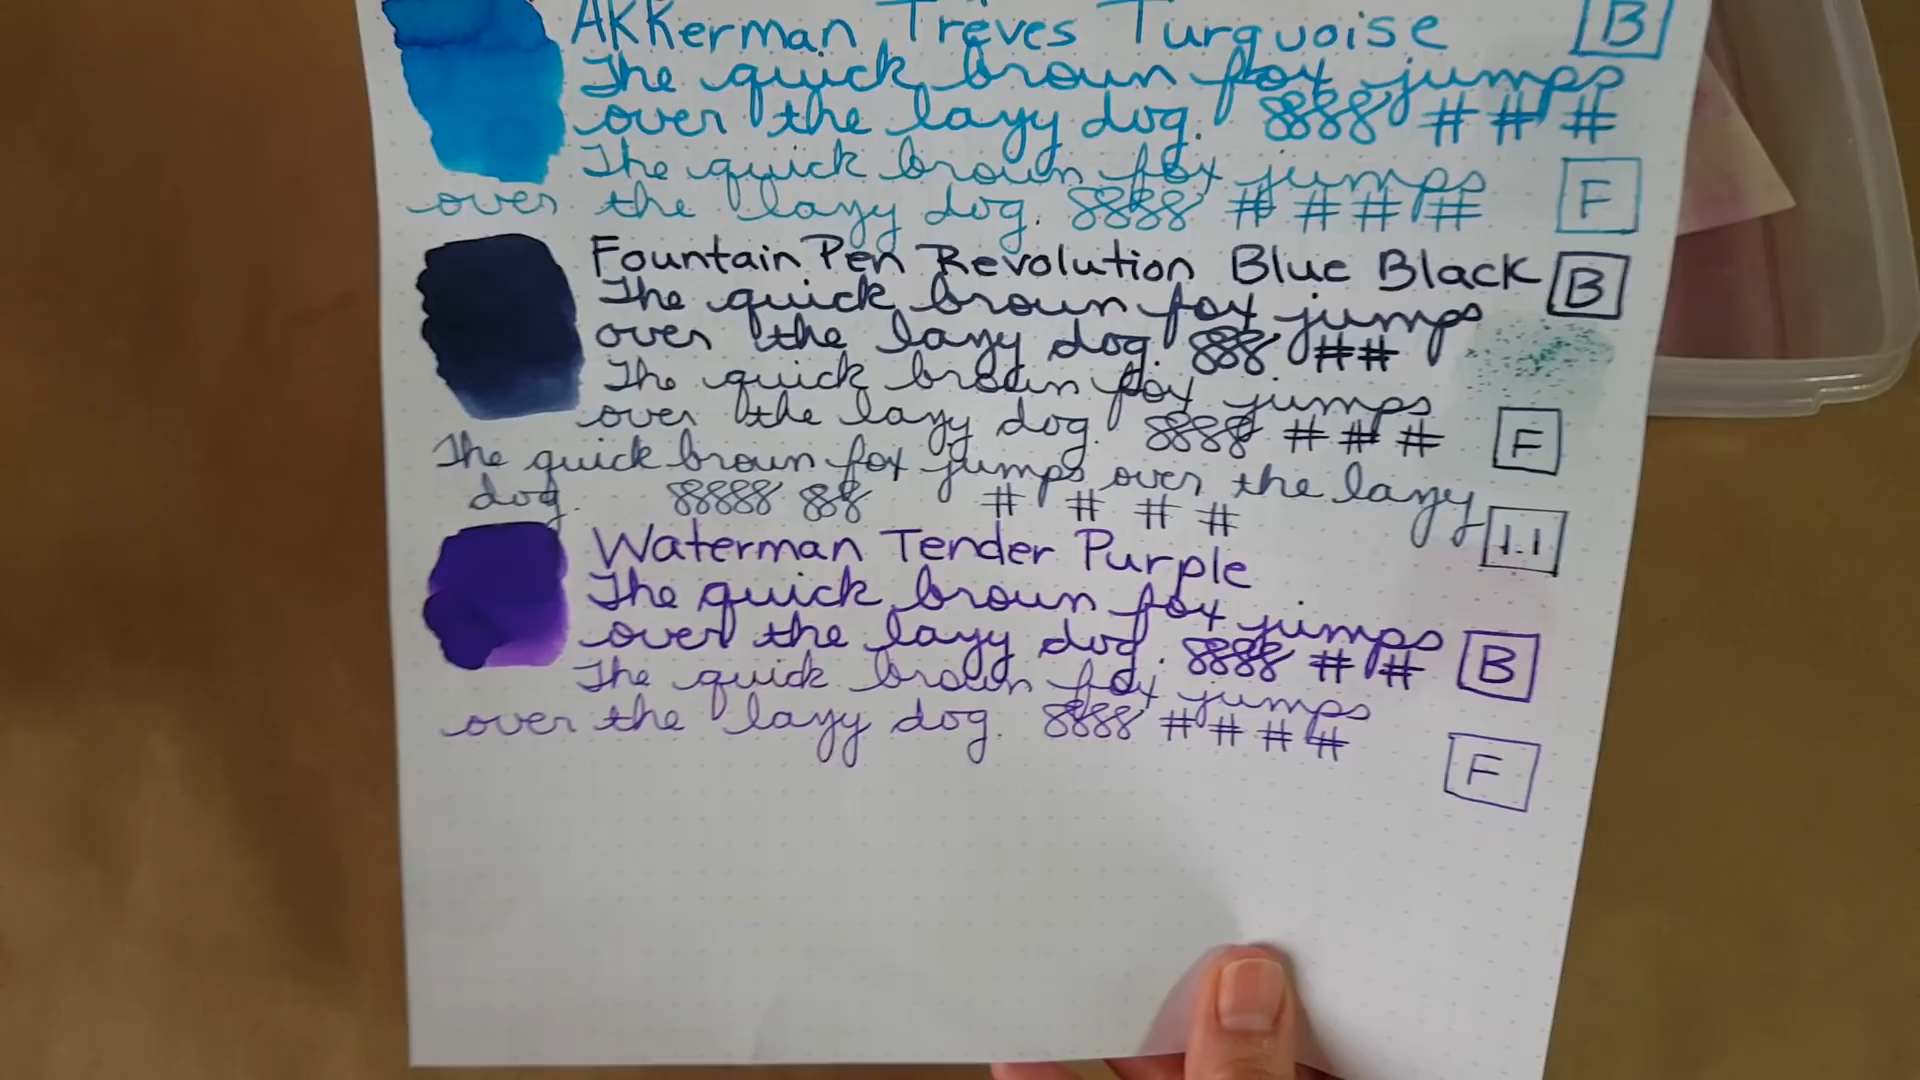 AKKerman Treves Turquoise B
The quick brown fox jumps
over the lazy dog. 8888 # # #
The quick brown fox jumps F
over the lazy dog. 8888 # # # #
Fountain Pen Revolution Blue Black B
The quick brown fox jumps
over the lazy dog. 888 # #
The quick brown fox jumps
over the lazy dog. 8888 # # # F
The quick brown fox jumps over the lazy
dog. 88888 888 # # # # 1.1
Waterman Tender Purple
The quick brown fox jumps
over the lazy dog. 8888 # # B
The quick brown fox jumps
over the lazy dog. 8888 # # # # F